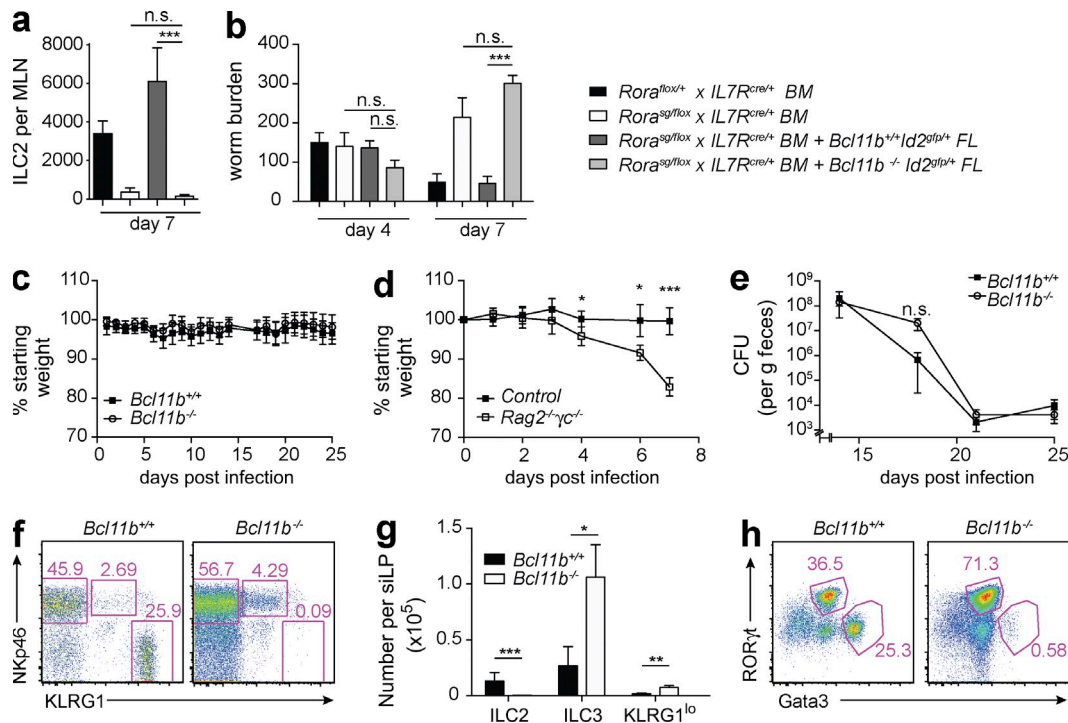 a
n.s.
***
ILC2 per MLN
8000
6000
4000
2000
0
day 7
b
n.s.
***
n.s.
n.s.
worm burden
400
300
200
100
0
day 4
day 7
Rora^flox/+ x IL7R^cre/+ BM
Rora^sg/flox x IL7R^cre/+ BM
Rora^sg/flox x IL7R^cre/+ BM + Bcl11b^+/+Id2^gfp/+ FL
Rora^sg/flox x IL7R^cre/+ BM + Bcl11b^-/- Id2^gfp/+ FL
c
% starting
weight
110
100
90
80
70
Bcl11b^+/+
Bcl11b^-/-
0 5 10 15 20 25
days post infection
d
% starting
weight
110
100
90
80
70
* * ***
Control
Rag2^-/-γc^-/-
0 2 4 6 8
days post infection
e
CFU
(per g feces)
10^9
10^8
10^7
10^6
10^5
10^4
10^3
n.s.
Bcl11b^+/+
Bcl11b^-/-
15 20 25
days post infection
f
Bcl11b^+/+ Bcl11b^-/-
45.9 2.69 25.9
56.7 4.29 0.09
NKp46
KLRG1
g
Number per siLP
(x10^5)
1.5
1.0
0.5
0
Bcl11b^+/+
Bcl11b^-/-
*** * **
ILC2 ILC3 KLRG1^lo
h
Bcl11b^+/+ Bcl11b^-/-
36.5 25.3
71.3 0.58
RORγt
Gata3